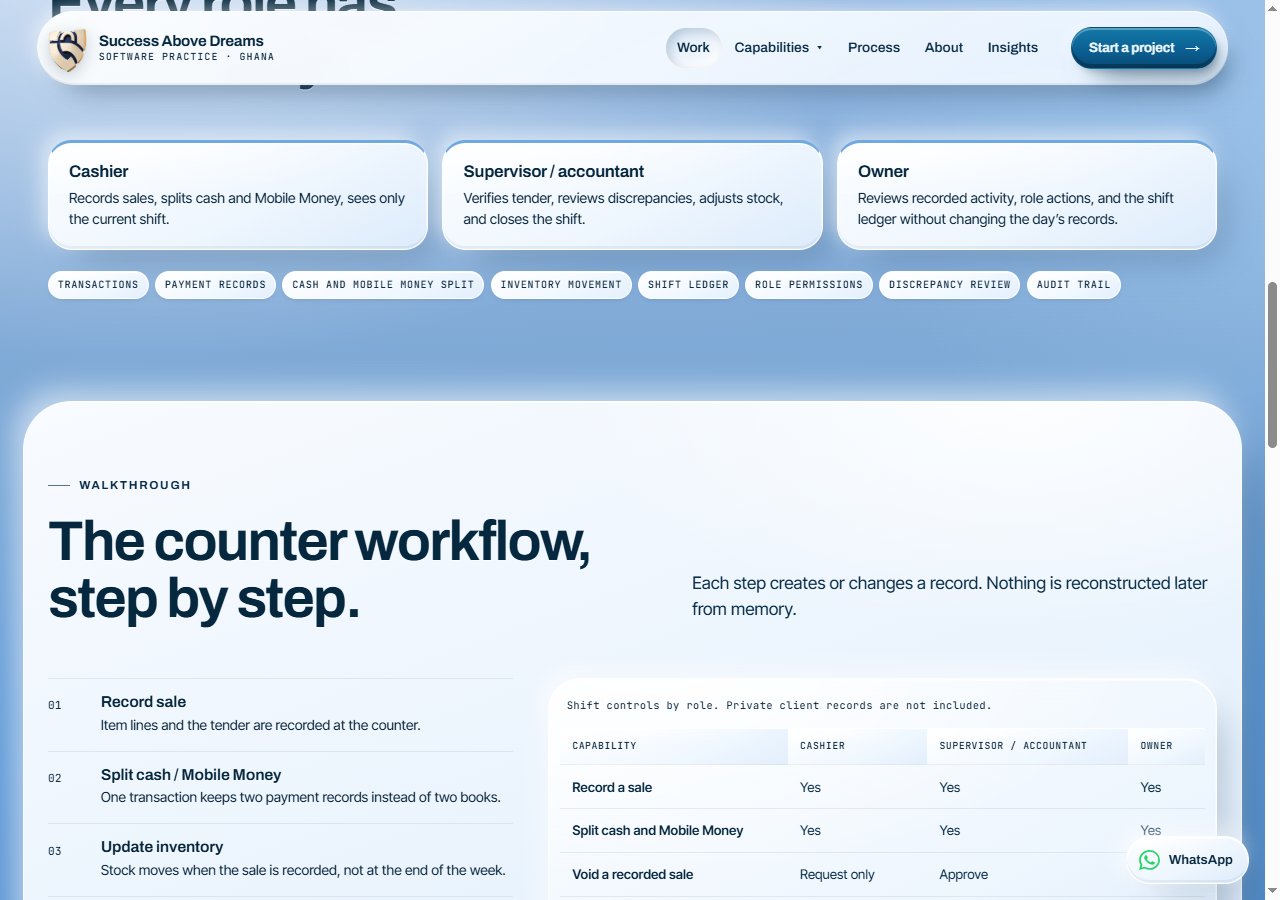 Every role has
Success Above Dreams
SOFTWARE PRACTICE · GHANA
Work
Capabilities
Process
About
Insights
Start a project →
Cashier
Records sales, splits cash and Mobile Money, sees only
the current shift.
Supervisor / accountant
Verifies tender, reviews discrepancies, adjusts stock,
and closes the shift.
Owner
Reviews recorded activity, role actions, and the shift
ledger without changing the day’s records.
TRANSACTIONS
PAYMENT RECORDS
CASH AND MOBILE MONEY SPLIT
INVENTORY MOVEMENT
SHIFT LEDGER
ROLE PERMISSIONS
DISCREPANCY REVIEW
AUDIT TRAIL
WALKTHROUGH
The counter workflow,
step by step.
Each step creates or changes a record. Nothing is reconstructed later
from memory.
01
Record sale
Item lines and the tender are recorded at the counter.
02
Split cash / Mobile Money
One transaction keeps two payment records instead of two books.
03
Update inventory
Stock moves when the sale is recorded, not at the end of the week.
Shift controls by role. Private client records are not included.
CAPABILITY CASHIER SUPERVISOR / ACCOUNTANT OWNER
Record a sale Yes Yes Yes
Split cash and Mobile Money Yes Yes Yes
Void a recorded sale Request only Approve
WhatsApp